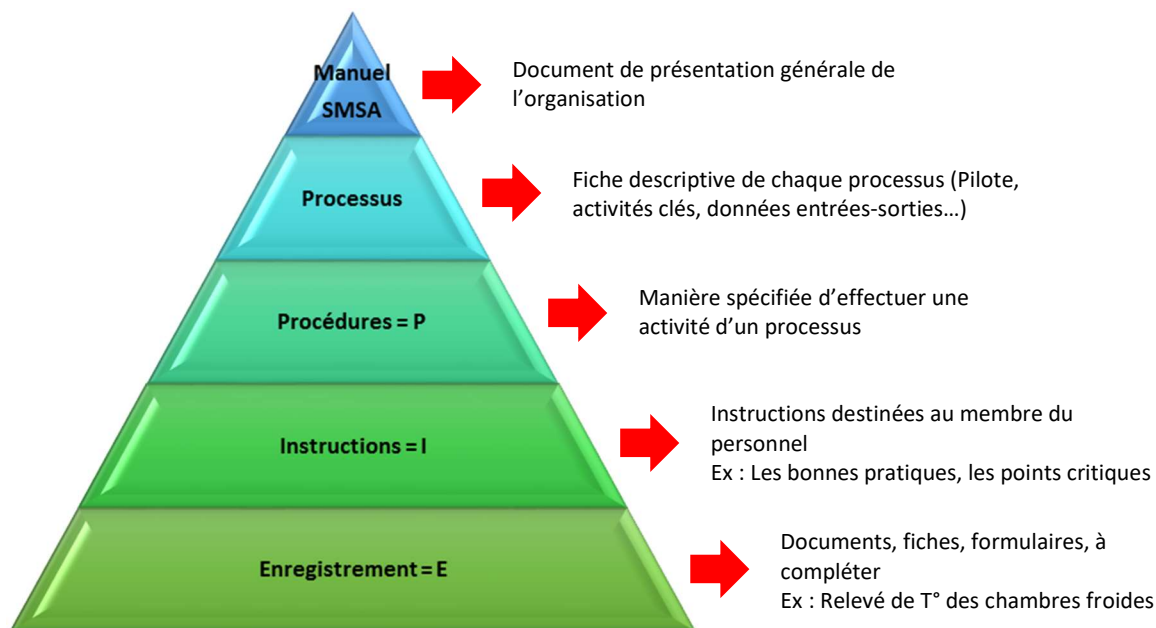 Manuel
SMSA
Document de présentation générale de
l’organisation
Processus
Fiche descriptive de chaque processus (Pilote,
activités clés, données entrées-sorties…)
Procédures = P
Manière spécifiée d’effectuer une
activité d’un processus
Instructions = I
Instructions destinées au membre du
personnel
Ex : Les bonnes pratiques, les points critiques
Enregistrement = E
Documents, fiches, formulaires, à
compléter
Ex : Relevé de T° des chambres froides